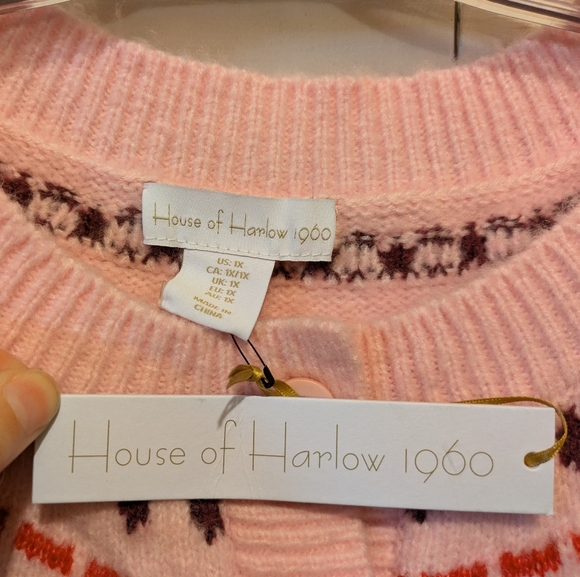 House of Harlow 1960
US: 1X
CA: 1X/1X
UK: 1X
EU: 1X
AU: 1X
MADE IN
CHINA
House of Harlow 1960